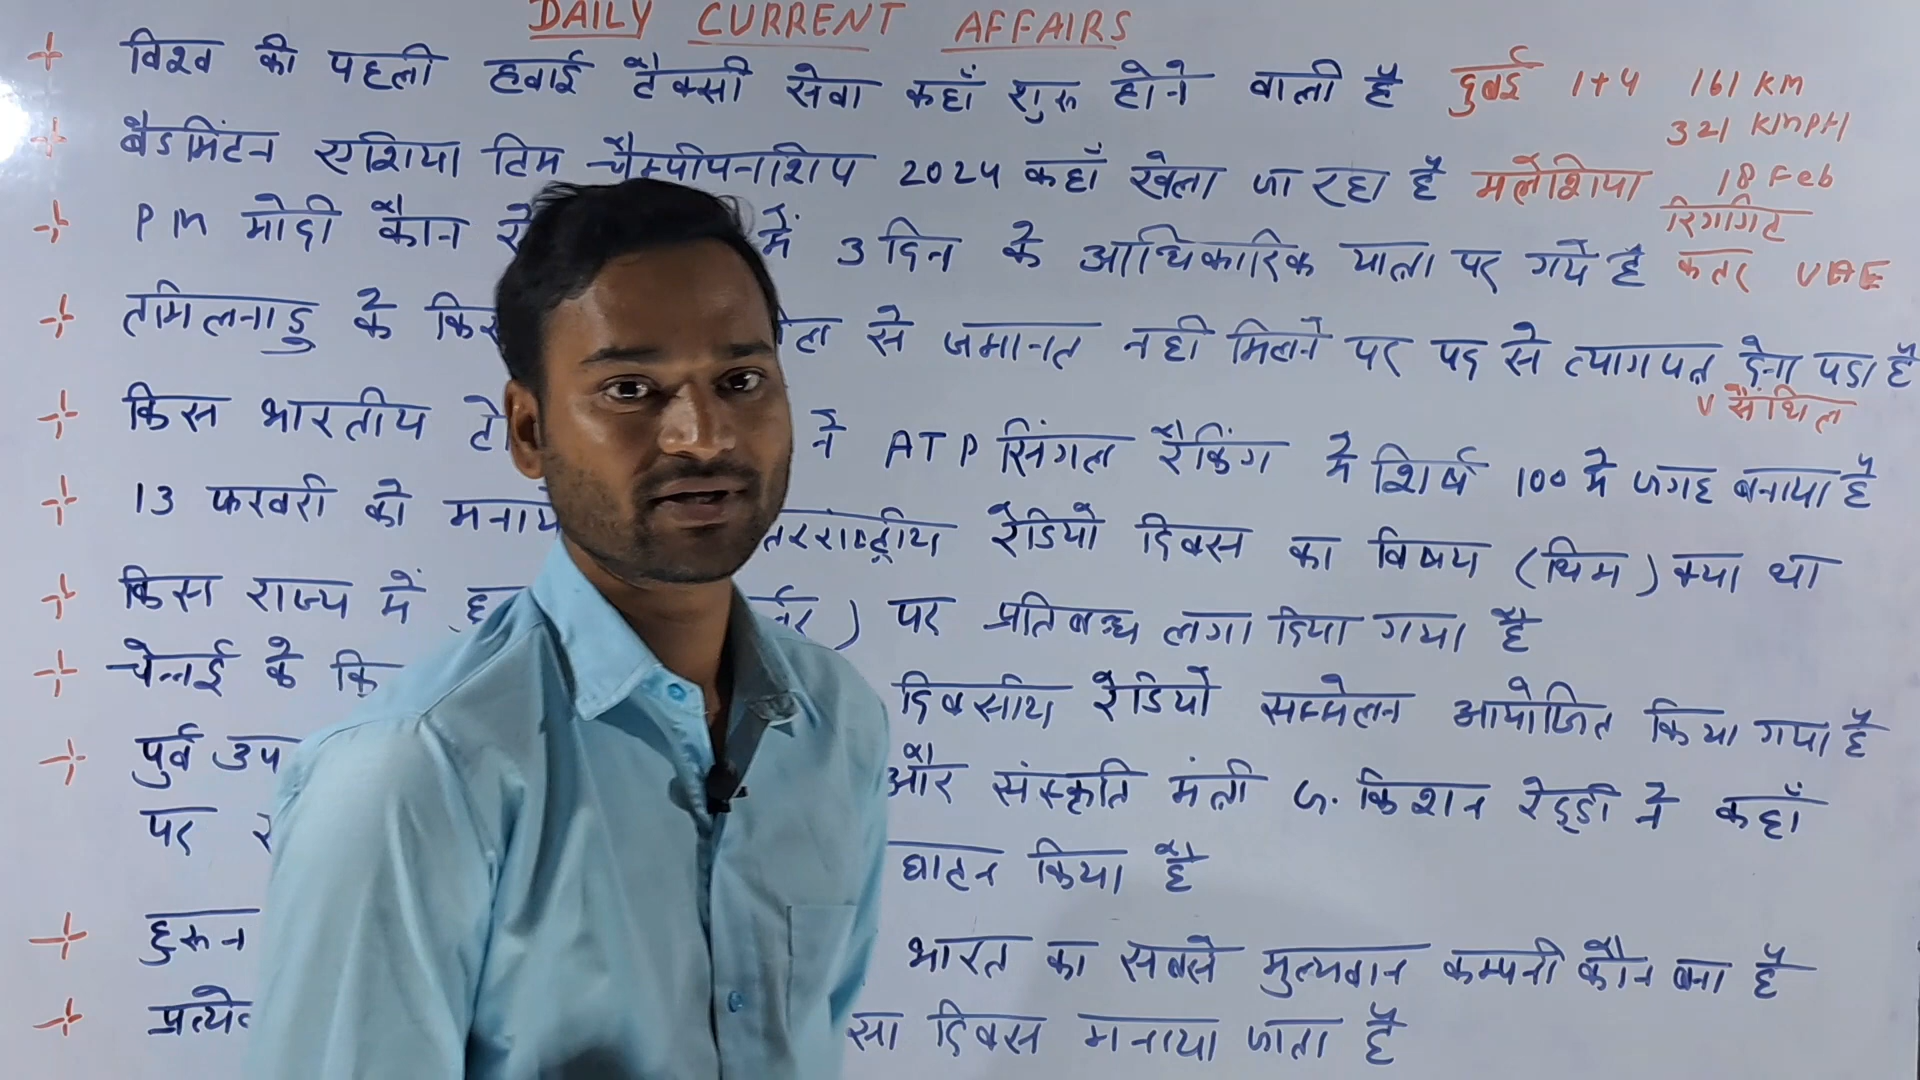 DAILY CURRENT AFFAIRS
विश्व की पहली हवाई टैक्सी सेवा कहाँ शुरू होने वाली है दुबई 1+4 161 KM
321 KMPH
बैडमिंटन एशिया टिम चैम्पीयनशिप 2024 कहाँ खेला जा रहा है मलेशिया 18 Feb
रिंगगिट
PM मोदी कौन में 3 दिन के आधिकारिक यात्रा पर गये है कतर UAE
तमिलनाडु के से जमानत नही मिलने पर पद से त्यागपत्र देना पडा है
V सेंथिल
किस भारतीय ने ATP सिंगल रैंकिंग मे शिर्ष 100 मे जगह बनाया है
13 फरवरी को रेडियो दिवस का विषय (थिम) क्या था
किस राज्य में पर प्रतिबन्ध लगा दिया गया है
चेन्नई के दिवसीय रेडियो सम्मेलन आयोजित किया गया है
पुर्व उप और संस्कृति मंत्री ज. किशन रेड्डी ने कहाँ
पर किया है
हुरून भारत का सबसे मुल्यवान कम्पनी कौन बना है
दिवस मनाया जाता है